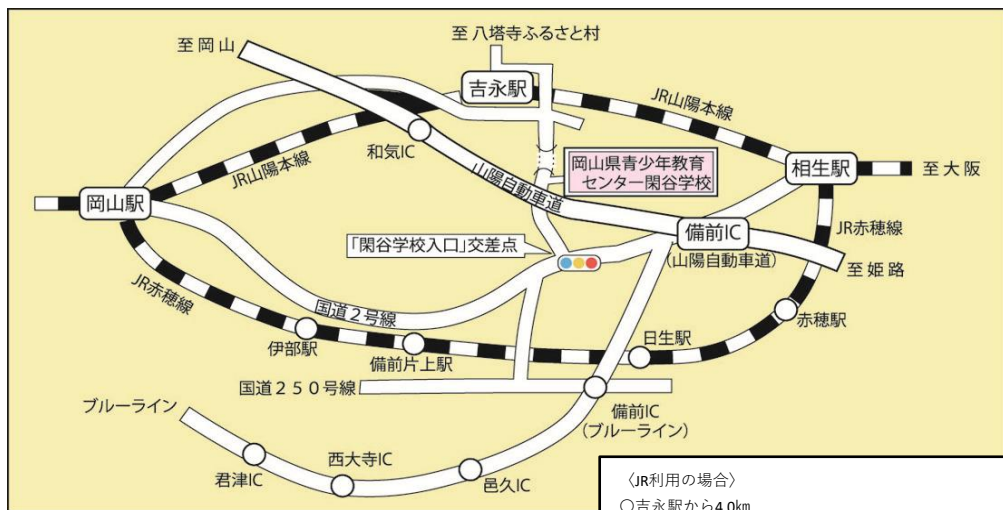 至 八塔寺ふるさと村
至 岡 山
吉永駅
JR山陽本線
和気IC
JR山陽本線
山陽自動車道
岡山県青少年教育
センター閑谷学校
相生駅
至 大 阪
岡山駅
備前IC
(山陽自動車道)
JR赤穂線
「閑谷学校入口」交差点
至 姫 路
JR赤穂線
国道2号線
赤穂駅
伊部駅
日生駅
備前片上駅
国道250号線
備前IC
(ブルーライン)
ブルーライン
君津IC
西大寺IC
邑久IC
〈JR利用の場合〉
○吉永駅から4.0㎞